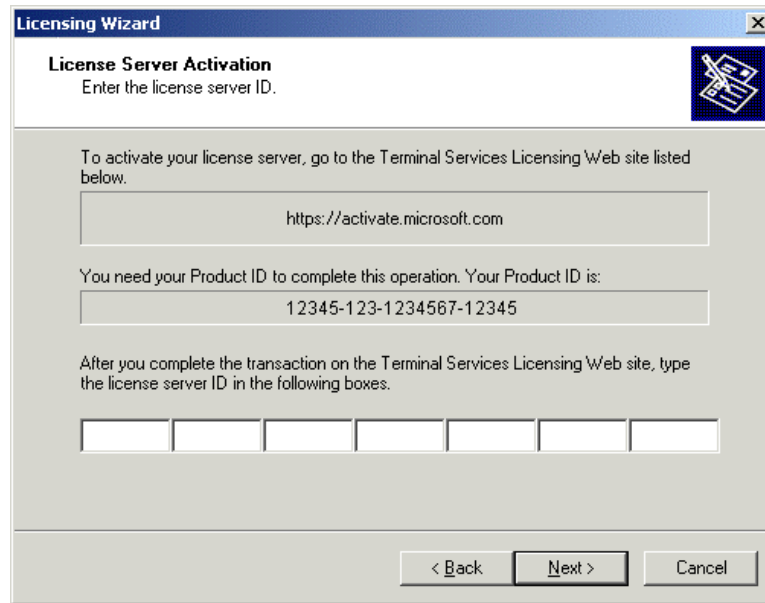 Licensing Wizard
License Server Activation
Enter the license server ID.
To activate your license server, go to the Terminal Services Licensing Web site listed
below.
https://activate.microsoft.com
You need your Product ID to complete this operation. Your Product ID is:
12345-123-1234567-12345
After you complete the transaction on the Terminal Services Licensing Web site, type
the license server ID in the following boxes.
< Back Next > Cancel